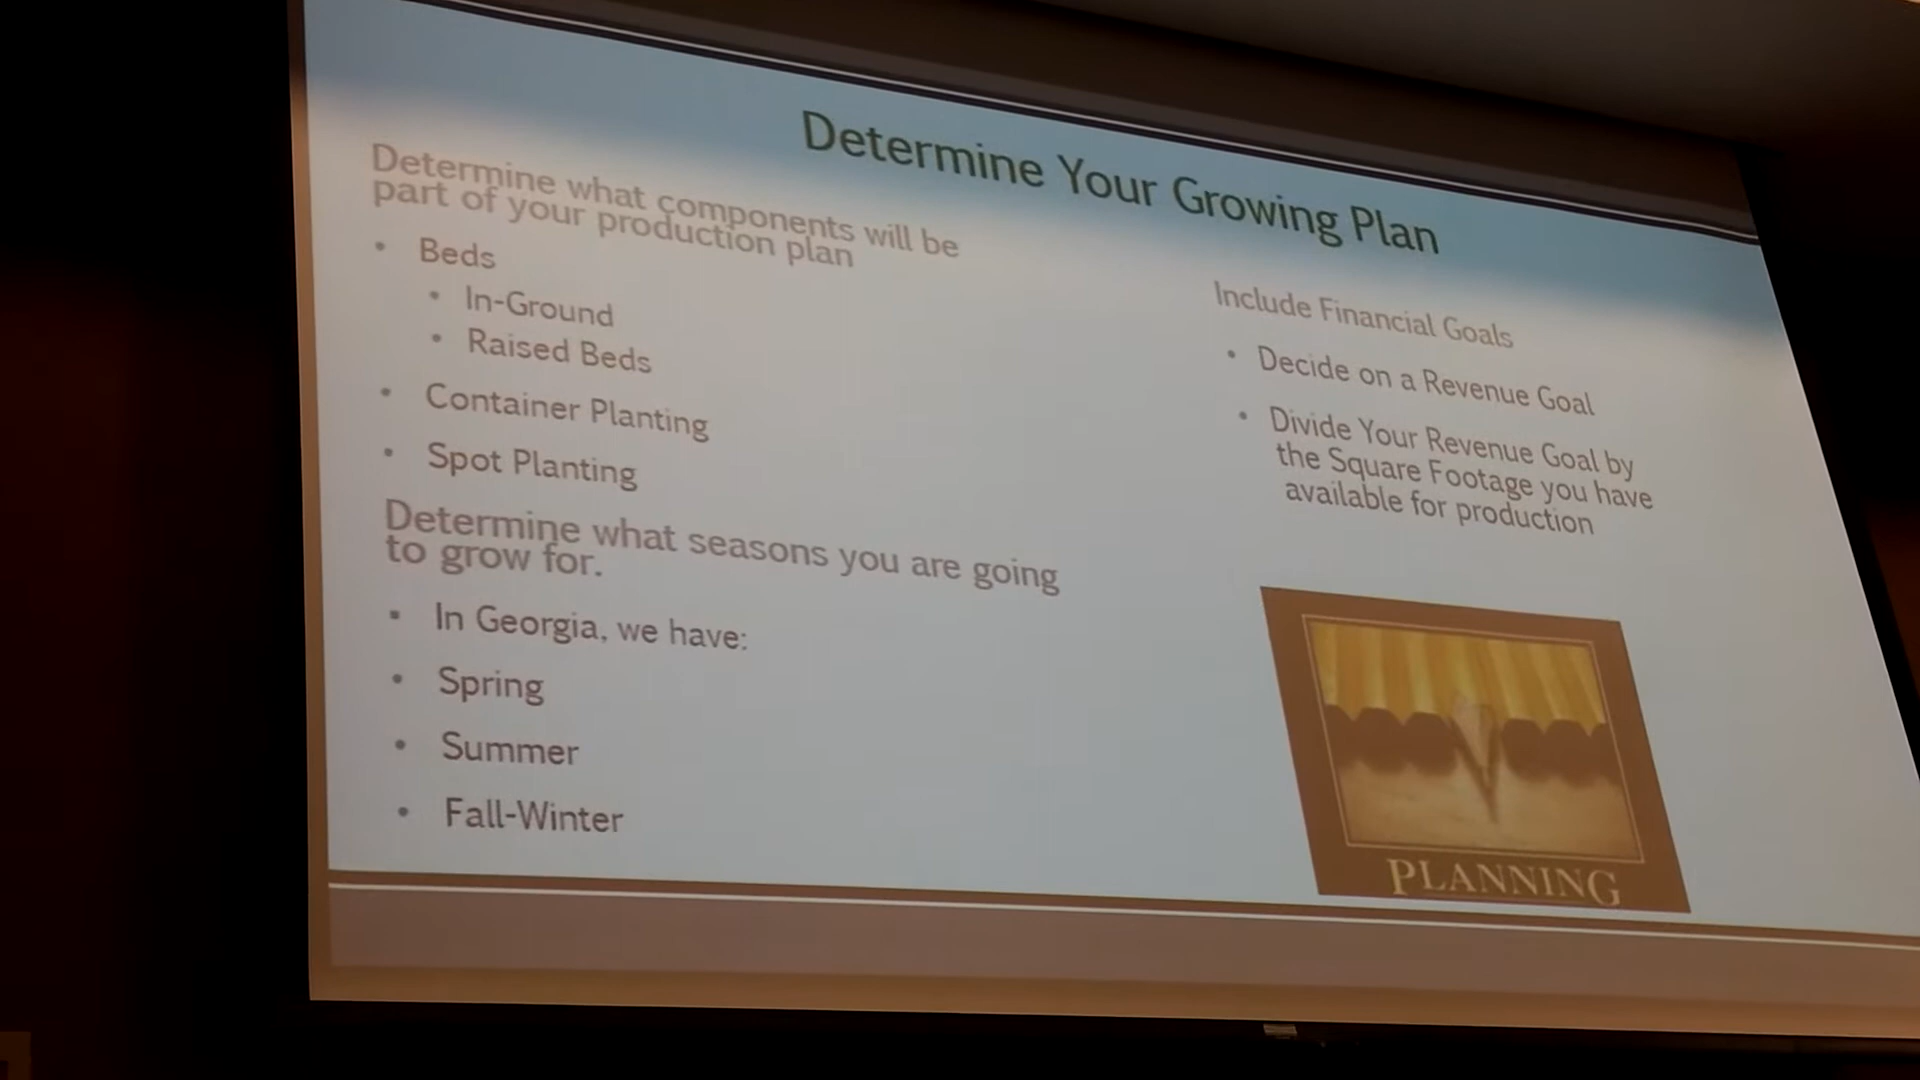 Determine Your Growing Plan
Determine what components will be
part of your production plan
• Beds
• In-Ground
• Raised Beds
• Container Planting
• Spot Planting
Determine what seasons you are going
to grow for.
• In Georgia, we have:
• Spring
• Summer
• Fall-Winter
Include Financial Goals
• Decide on a Revenue Goal
• Divide Your Revenue Goal by
the Square Footage you have
available for production
PLANNING